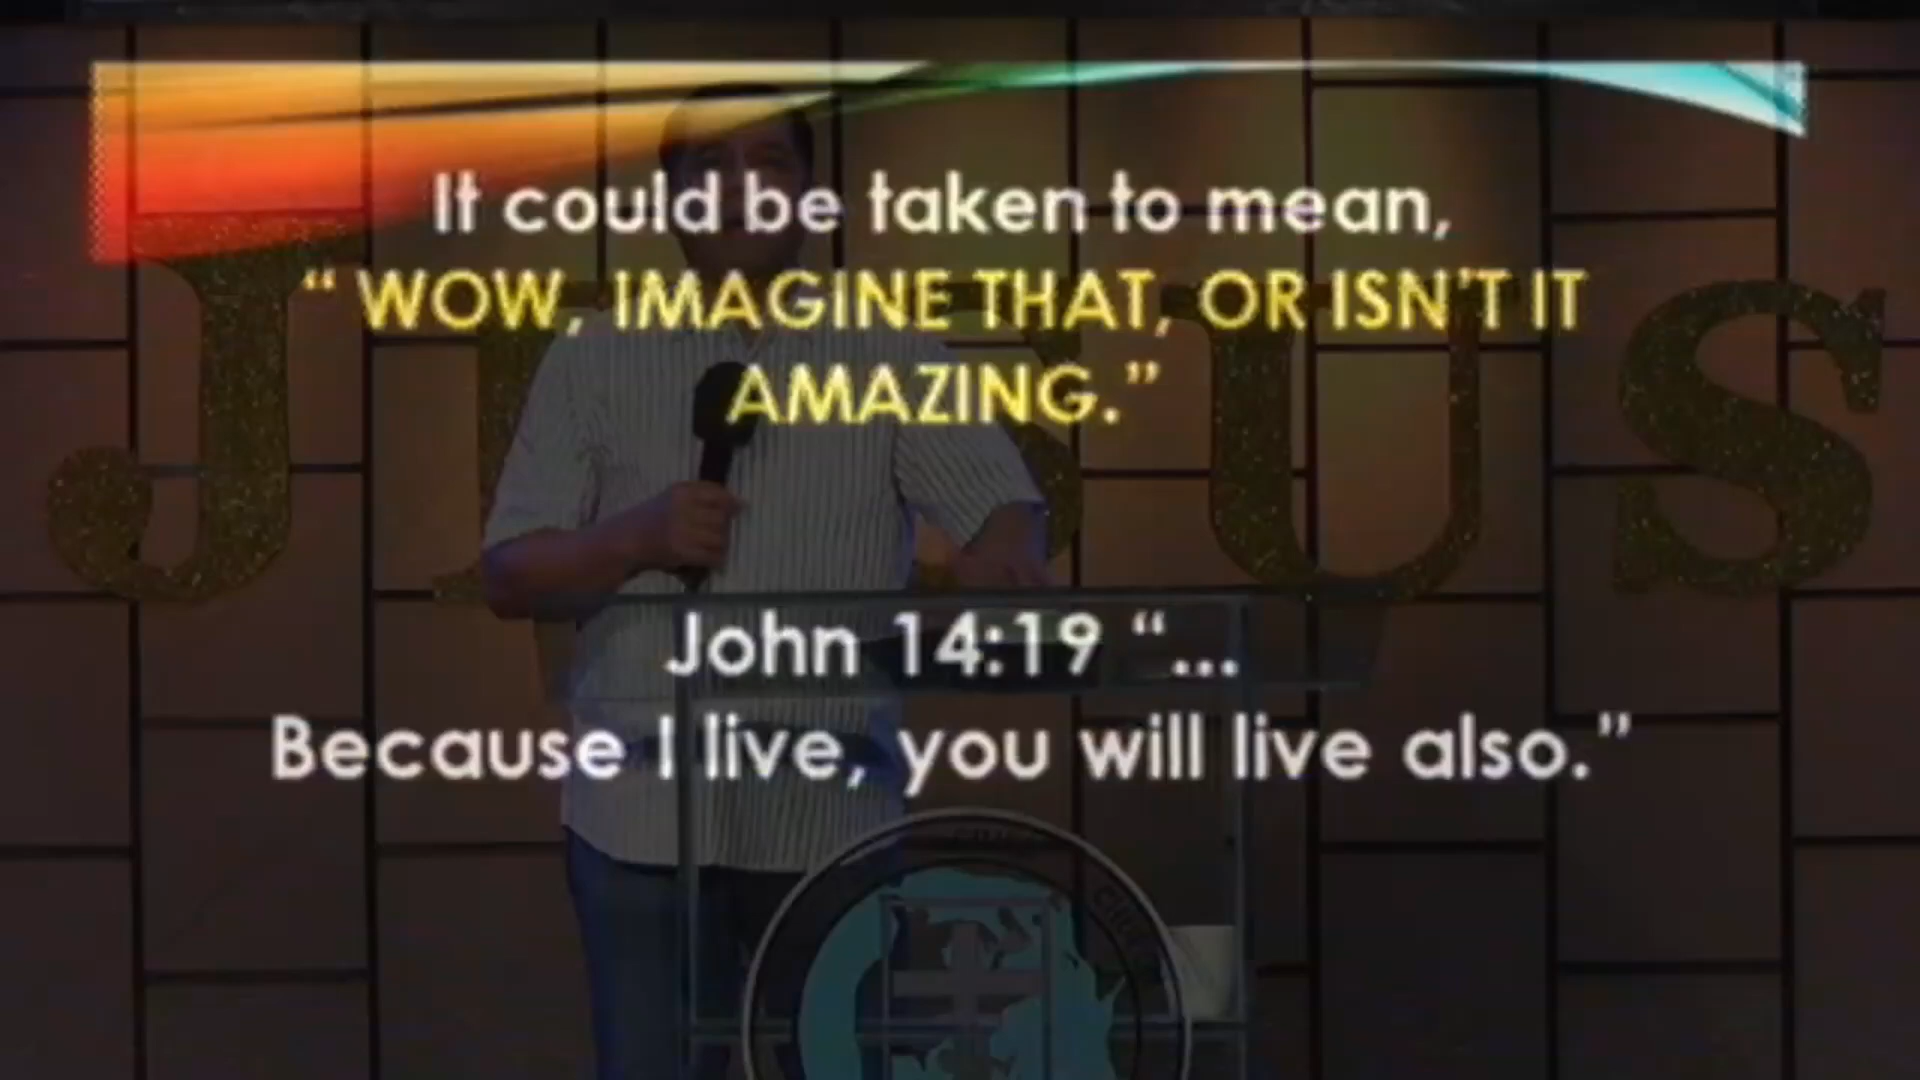 It could be taken to mean,
“ WOW, IMAGINE THAT, OR ISN'T IT
AMAZING.”
JESUS
John 14:19 “...
Because I live, you will live also.”